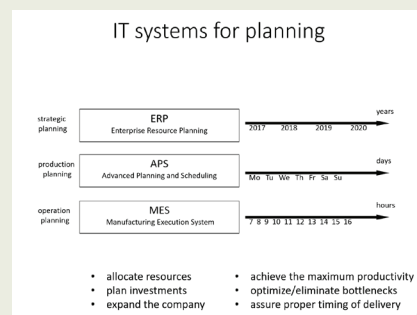 IT systems for planning
strategic
planning
ERP
Enterprise Resource Planning
years
2017 2018 2019 2020
production
planning
APS
Advanced Planning and Scheduling
days
Mo Tu We Th Fr Sa Su
operation
planning
MES
Manufacturing Execution System
hours
7 8 9 10 11 12 13 14 15 16
• allocate resources
• plan investments
• expand the company
• achieve the maximum productivity
• optimize/eliminate bottlenecks
• assure proper timing of delivery